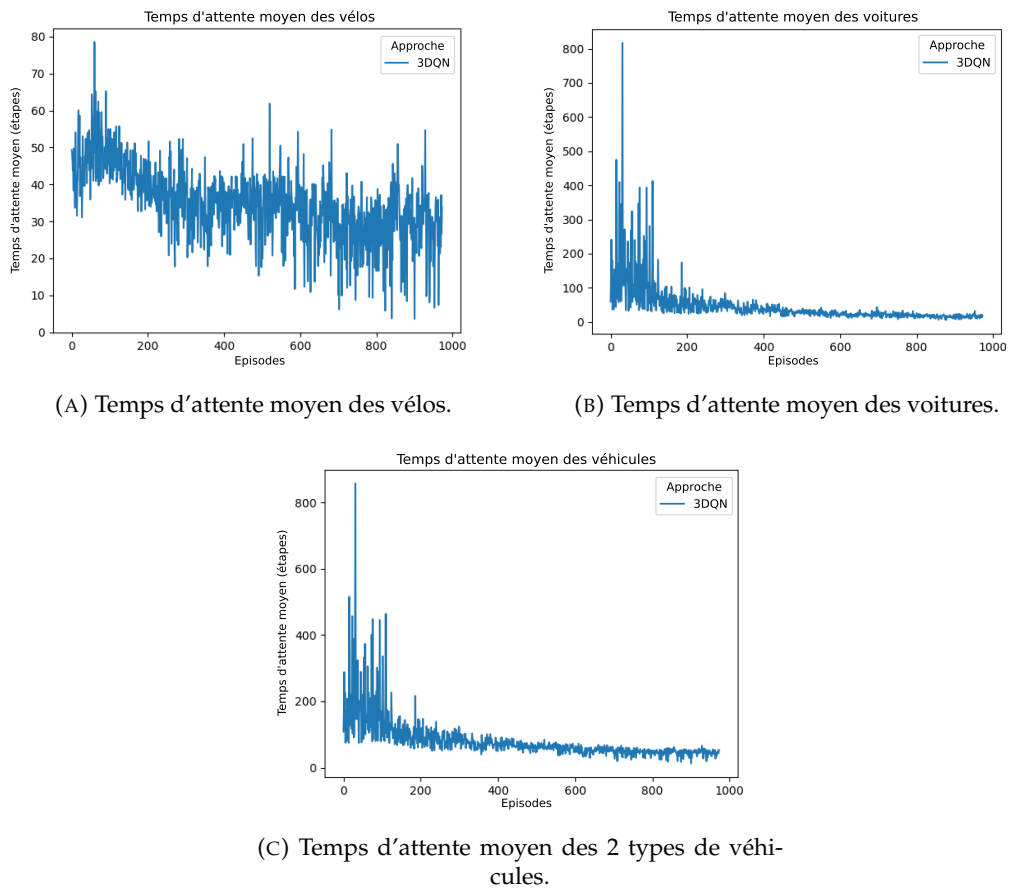 Temps d'attente moyen des vélos
Temps d'attente moyen (étapes)
80
70
60
50
40
30
20
10
0
0 200 400 600 800 1000
Episodes
Approche
3DQN
(A) Temps d'attente moyen des vélos.
Temps d'attente moyen des voitures
Temps d'attente moyen (étapes)
800
700
600
500
400
300
200
100
0
0 200 400 600 800 1000
Episodes
Approche
3DQN
(B) Temps d'attente moyen des voitures.
Temps d'attente moyen des véhicules
Temps d'attente moyen (étapes)
800
600
400
200
0
0 200 400 600 800 1000
Episodes
Approche
3DQN
(C) Temps d'attente moyen des 2 types de véhi-
cules.